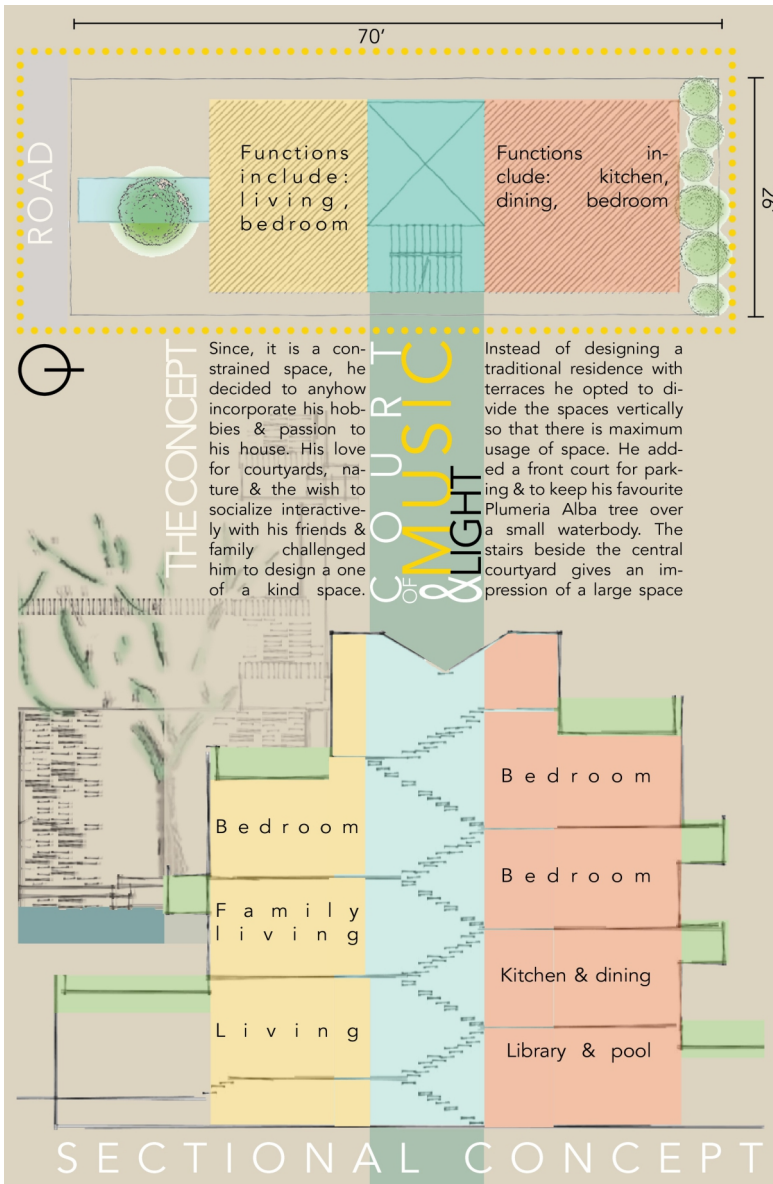 70'
ROAD
Functions
include:
living,
bedroom
Functions in-
clude: kitchen,
dining, bedroom
THE CONCEPT
Since, it is a con-
strained space, he
decided to anyhow
incorporate his hob-
bies & passion to
his house. His love
for courtyards, na-
ture & the wish to
socialize interactive-
ly with his friends &
family challenged
him to design a one
of a kind space.
COURT
OF MUSIC
& LIGHT
Instead of designing a
traditional residence with
terraces he opted to di-
vide the spaces vertically
so that there is maximum
usage of space. He add-
ed a front court for park-
ing & to keep his favourite
Plumeria Alba tree over
a small waterbody. The
stairs beside the central
courtyard gives an im-
pression of a large space
Bedroom
Family
living
Living
Bedroom
Bedroom
Kitchen & dining
Library & pool
SECTIONAL CONCEPT